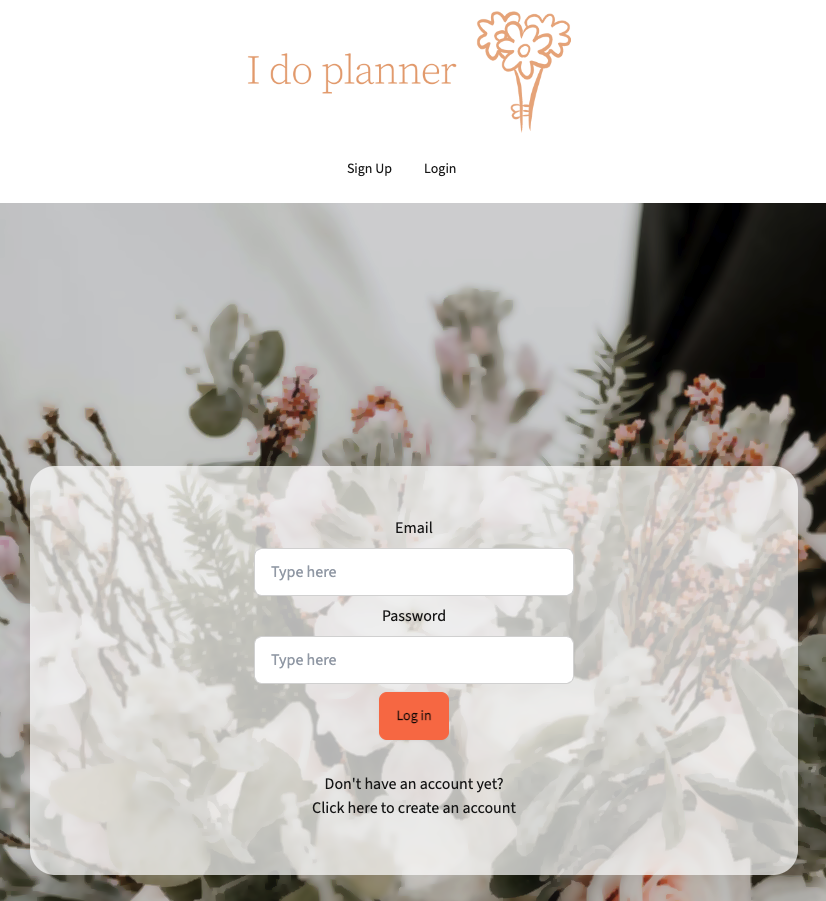 I do planner
Sign Up
Login
Email
Type here
Password
Type here
Log in
Don't have an account yet?
Click here to create an account